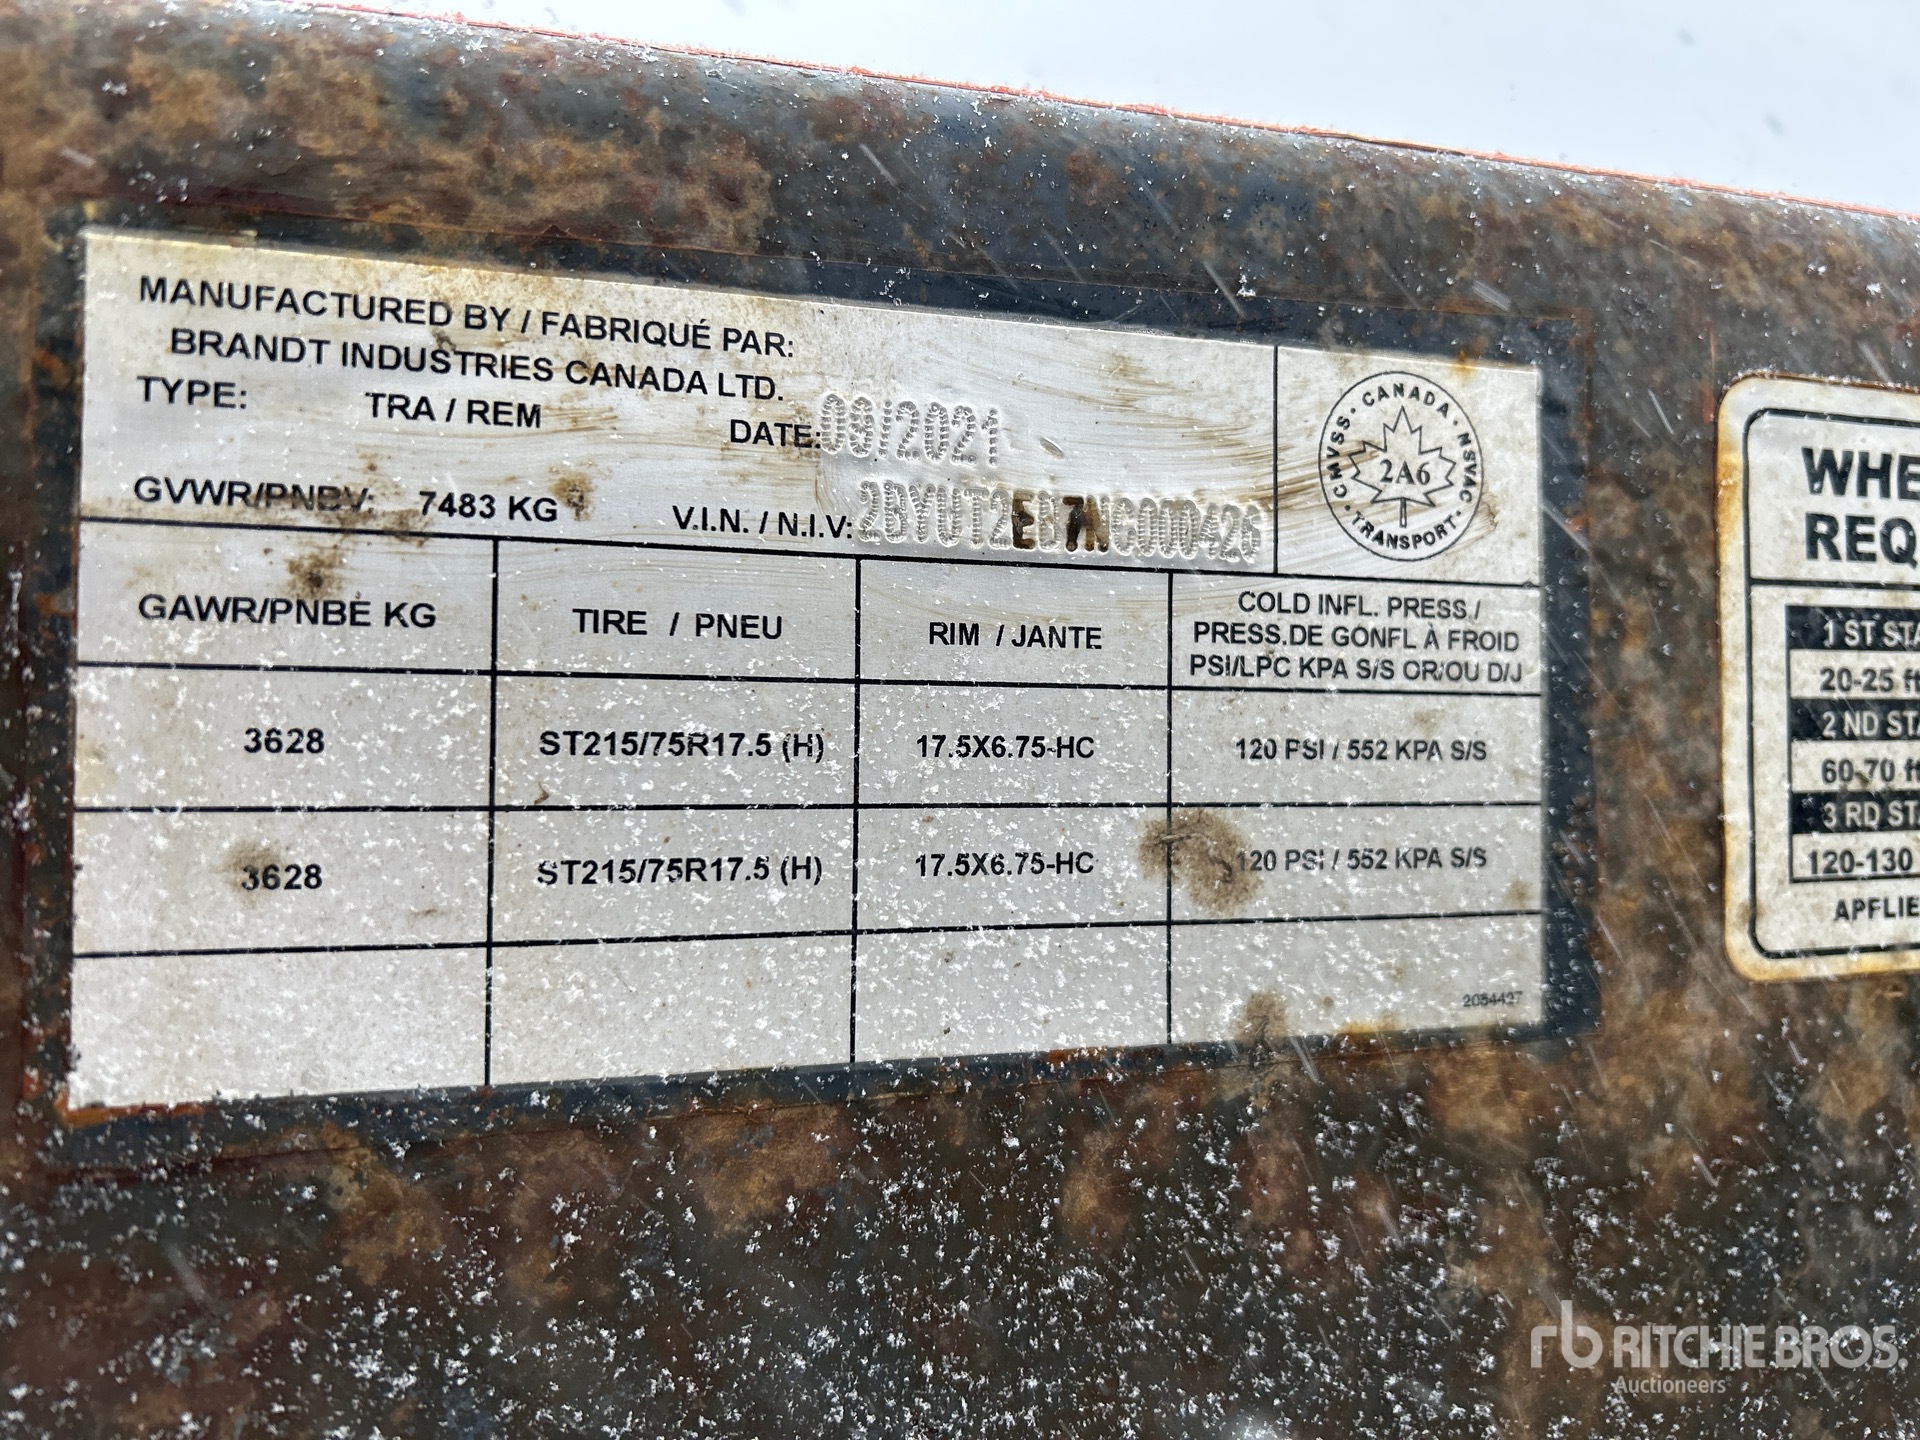 MANUFACTURED BY / FABRIQUÉ PAR:
BRANDT INDUSTRIES CANADA LTD.
TYPE: TRA / REM
DATE: /2021
GVWR/PNBV: 7483 KG
V.I.N. / N.I.V:
CMVSS · CANADA · NSVAC · TRANSPORT ·
2A6
GAWR/PNBE KG TIRE / PNEU RIM / JANTE COLD INFL. PRESS./
PRESS.DE GONFL À FROID
PSI/LPC KPA S/S OR/OU D/J
3628 ST215/75R17.5 (H) 17.5X6.75-HC 120 PSI / 552 KPA S/S
3628 ST215/75R17.5 (H) 17.5X6.75-HC 120 PSI / 552 KPA S/S
WHE
REQ
1 ST STA
20-25 ft
2 ND STA
60-70 ft
3 RD STA
120-130
APPLIE
rb RITCHIE BROS.
Auctioneers